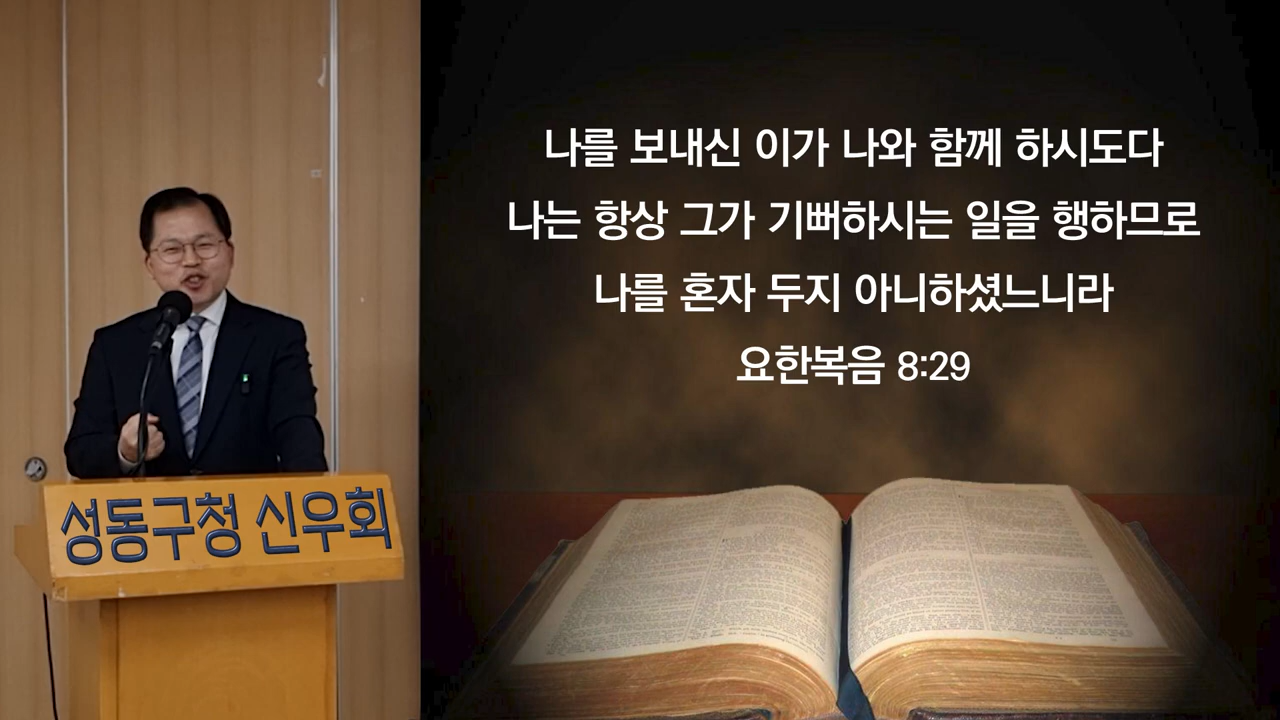 나를 보내신 이가 나와 함께 하시도다
나는 항상 그가 기뻐하시는 일을 행하므로
나를 혼자 두지 아니하셨느니라
요한복음 8:29
성동구청 신우회